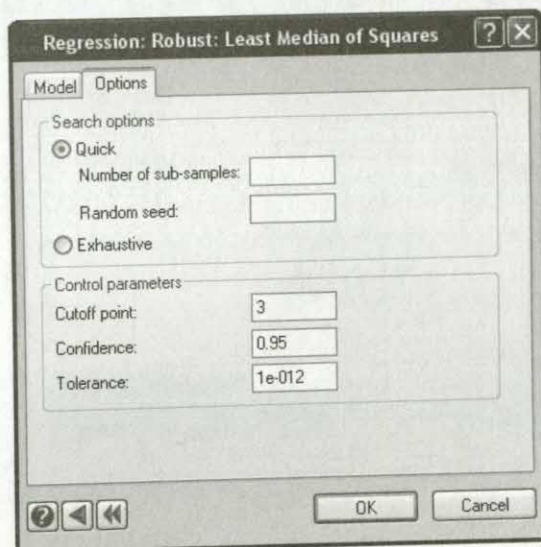 Regression: Robust: Least Median of Squares ? X
Model Options
Search options
Quick
Number of sub-samples:
Random seed:
Exhaustive
Control parameters
Cutoff point: 3
Confidence: 0.95
Tolerance: 1e-012
? OK Cancel